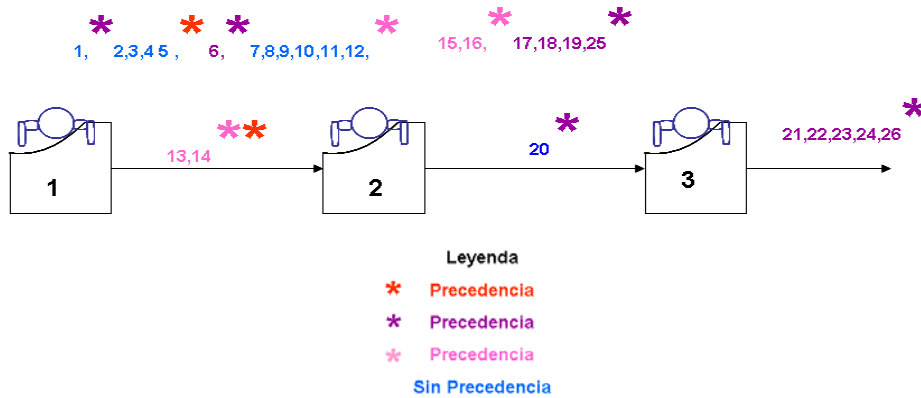 1,* 2,3,4 5 ,* 6,* 7,8,9,10,11,12,* 15,16,* 17,18,19,25*
13,14** 20* 21,22,23,24,26*
1 2 3
Leyenda
* Precedencia
* Precedencia
* Precedencia
Sin Precedencia